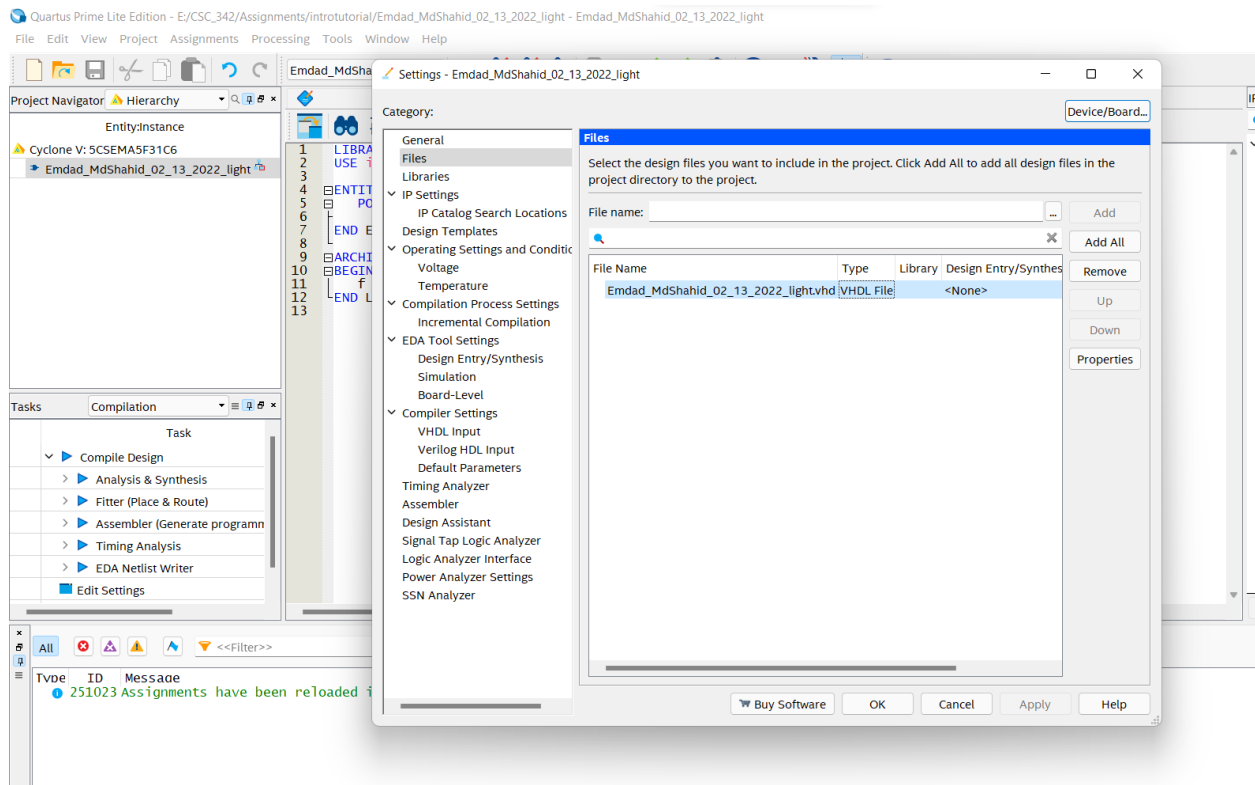 Quartus Prime Lite Edition - E:/CSC_342/Assignments/introtutorial/Emdad_MdShahid_02_13_2022_light - Emdad_MdShahid_02_13_2022_light
File Edit View Project Assignments Processing Tools Window Help
Emdad_MdSha
Project Navigator Hierarchy
Entity:Instance
Cyclone V: 5CSEMA5F31C6
Emdad_MdShahid_02_13_2022_light
1 LIBRA
2 USE i
3
4 ENTIT
5 PO
6
7 END E
8
9 ARCHI
10 BEGIN
11 f
12 END L
13
Tasks Compilation
Task
Compile Design
Analysis & Synthesis
Fitter (Place & Route)
Assembler (Generate programm
Timing Analysis
EDA Netlist Writer
Edit Settings
All <<Filter>>
Type ID Message
251023 Assignments have been reloaded i
Settings - Emdad_MdShahid_02_13_2022_light
Category:
Device/Board...
General
Files
Libraries
IP Settings
IP Catalog Search Locations
Design Templates
Operating Settings and Conditic
Voltage
Temperature
Compilation Process Settings
Incremental Compilation
EDA Tool Settings
Design Entry/Synthesis
Simulation
Board-Level
Compiler Settings
VHDL Input
Verilog HDL Input
Default Parameters
Timing Analyzer
Assembler
Design Assistant
Signal Tap Logic Analyzer
Logic Analyzer Interface
Power Analyzer Settings
SSN Analyzer
Files
Select the design files you want to include in the project. Click Add All to add all design files in the
project directory to the project.
File name: ... Add
Add All
File Name Type Library Design Entry/Synthes
Emdad_MdShahid_02_13_2022_light.vhd VHDL File <None>
Remove
Up
Down
Properties
Buy Software OK Cancel Apply Help